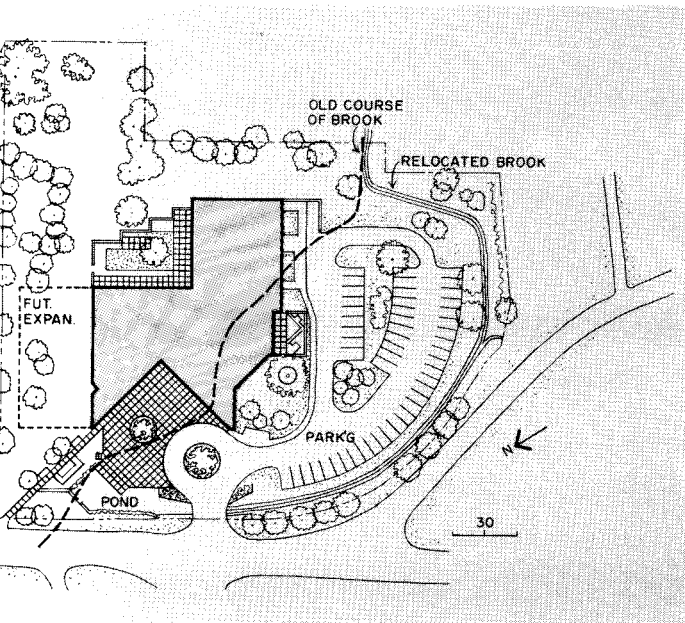 OLD COURSE
OF BROOK
RELOCATED BROOK
FUT.
EXPAN.
PARK'G
POND
N
30